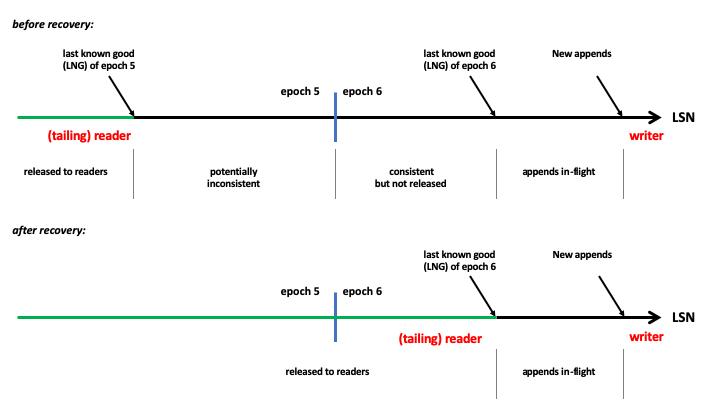 before recovery:
last known good
(LNG) of epoch 5
last known good
(LNG) of epoch 6
New appends
epoch 5
epoch 6
LSN
(tailing) reader
writer
released to readers
potentially
inconsistent
consistent
but not released
appends in-flight
after recovery:
last known good
(LNG) of epoch 6
New appends
epoch 5
epoch 6
LSN
(tailing) reader
writer
released to readers
appends in-flight